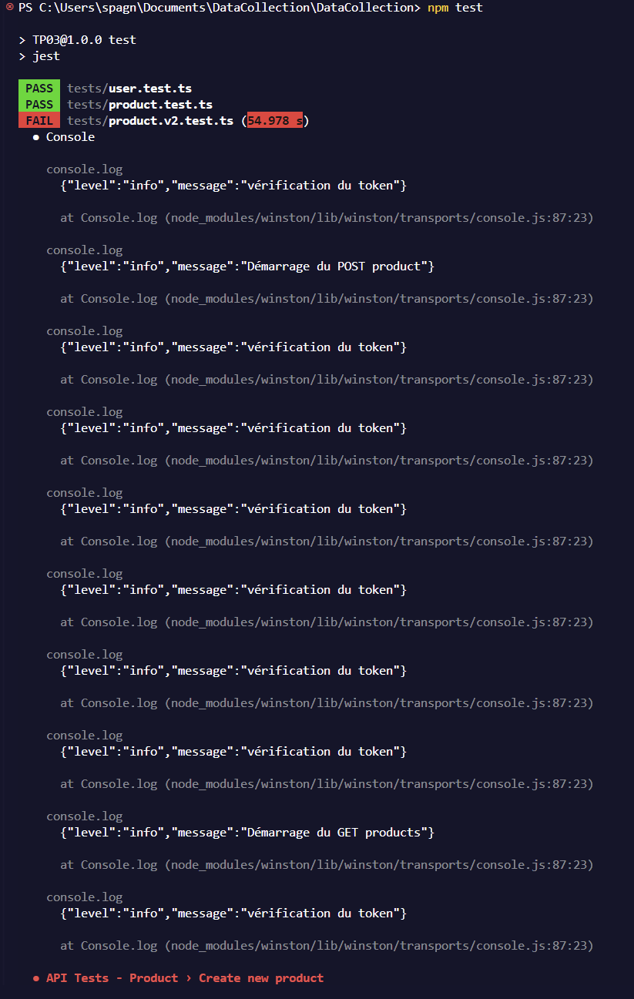 PS C:\Users\spagn\Documents\DataCollection\DataCollection> npm test
> TP03@1.0.0 test
> jest
PASS tests/user.test.ts
PASS tests/product.test.ts
FAIL tests/product.v2.test.ts (54.978 s)
● Console
console.log
{"level":"info","message":"vérification du token"}
at Console.log (node_modules/winston/lib/winston/transports/console.js:87:23)
console.log
{"level":"info","message":"Démarrage du POST product"}
at Console.log (node_modules/winston/lib/winston/transports/console.js:87:23)
console.log
{"level":"info","message":"vérification du token"}
at Console.log (node_modules/winston/lib/winston/transports/console.js:87:23)
console.log
{"level":"info","message":"vérification du token"}
at Console.log (node_modules/winston/lib/winston/transports/console.js:87:23)
console.log
{"level":"info","message":"vérification du token"}
at Console.log (node_modules/winston/lib/winston/transports/console.js:87:23)
console.log
{"level":"info","message":"vérification du token"}
at Console.log (node_modules/winston/lib/winston/transports/console.js:87:23)
console.log
{"level":"info","message":"vérification du token"}
at Console.log (node_modules/winston/lib/winston/transports/console.js:87:23)
console.log
{"level":"info","message":"vérification du token"}
at Console.log (node_modules/winston/lib/winston/transports/console.js:87:23)
console.log
{"level":"info","message":"Démarrage du GET products"}
at Console.log (node_modules/winston/lib/winston/transports/console.js:87:23)
console.log
{"level":"info","message":"vérification du token"}
at Console.log (node_modules/winston/lib/winston/transports/console.js:87:23)
● API Tests - Product › Create new product